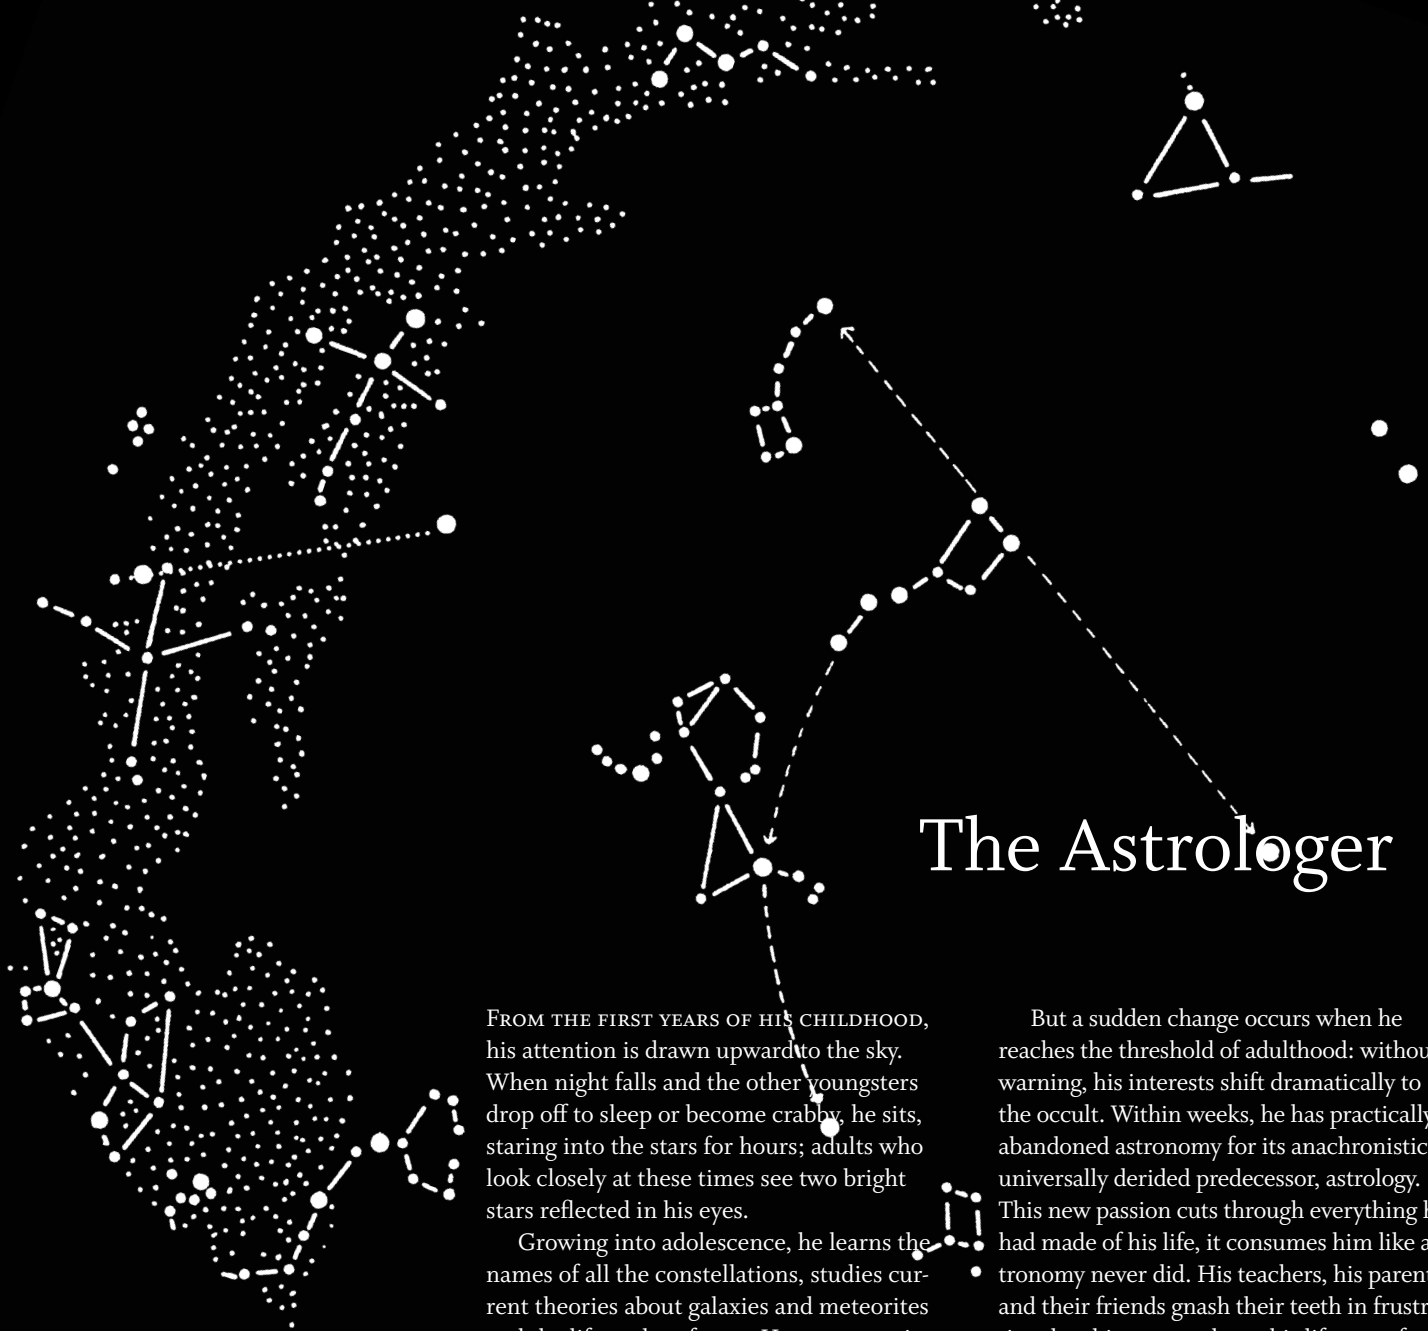 The Astrologer
FROM THE FIRST YEARS OF HIS CHILDHOOD,
his attention is drawn upward to the sky.
When night falls and the other youngsters
drop off to sleep or become crabby, he sits,
staring into the stars for hours; adults who
look closely at these times see two bright
stars reflected in his eyes.
Growing into adolescence, he learns the
names of all the constellations, studies cur-
rent theories about galaxies and meteorites
But a sudden change occurs when he
reaches the threshold of adulthood: withou
warning, his interests shift dramatically to
the occult. Within weeks, he has practically
abandoned astronomy for its anachronistic
universally derided predecessor, astrology.
This new passion cuts through everything h
had made of his life, it consumes him like a
tronomy never did. His teachers, his paren
and their friends gnash their teeth in frustr